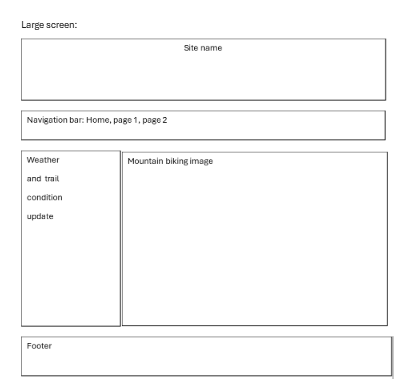 Large screen:
Site name
Navigation bar: Home, page 1, page 2
Weather
and trail
condition
update
Mountain biking image
Footer